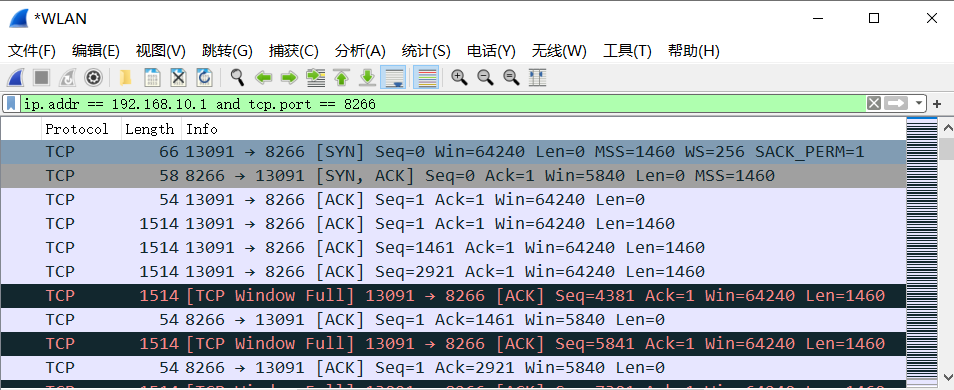 *WLAN
文件(F) 编辑(E) 视图(V) 跳转(G) 捕获(C) 分析(A) 统计(S) 电话(Y) 无线(W) 工具(T) 帮助(H)
ip.addr == 192.168.10.1 and tcp.port == 8266
Protocol Length Info
TCP 66 13091 → 8266 [SYN] Seq=0 Win=64240 Len=0 MSS=1460 WS=256 SACK_PERM=1
TCP 58 8266 → 13091 [SYN, ACK] Seq=0 Ack=1 Win=5840 Len=0 MSS=1460
TCP 54 13091 → 8266 [ACK] Seq=1 Ack=1 Win=64240 Len=0
TCP 1514 13091 → 8266 [ACK] Seq=1 Ack=1 Win=64240 Len=1460
TCP 1514 13091 → 8266 [ACK] Seq=1461 Ack=1 Win=64240 Len=1460
TCP 1514 13091 → 8266 [ACK] Seq=2921 Ack=1 Win=64240 Len=1460
TCP 1514 [TCP Window Full] 13091 → 8266 [ACK] Seq=4381 Ack=1 Win=64240 Len=1460
TCP 54 8266 → 13091 [ACK] Seq=1 Ack=1461 Win=5840 Len=0
TCP 1514 [TCP Window Full] 13091 → 8266 [ACK] Seq=5841 Ack=1 Win=64240 Len=1460
TCP 54 8266 → 13091 [ACK] Seq=1 Ack=2921 Win=5840 Len=0